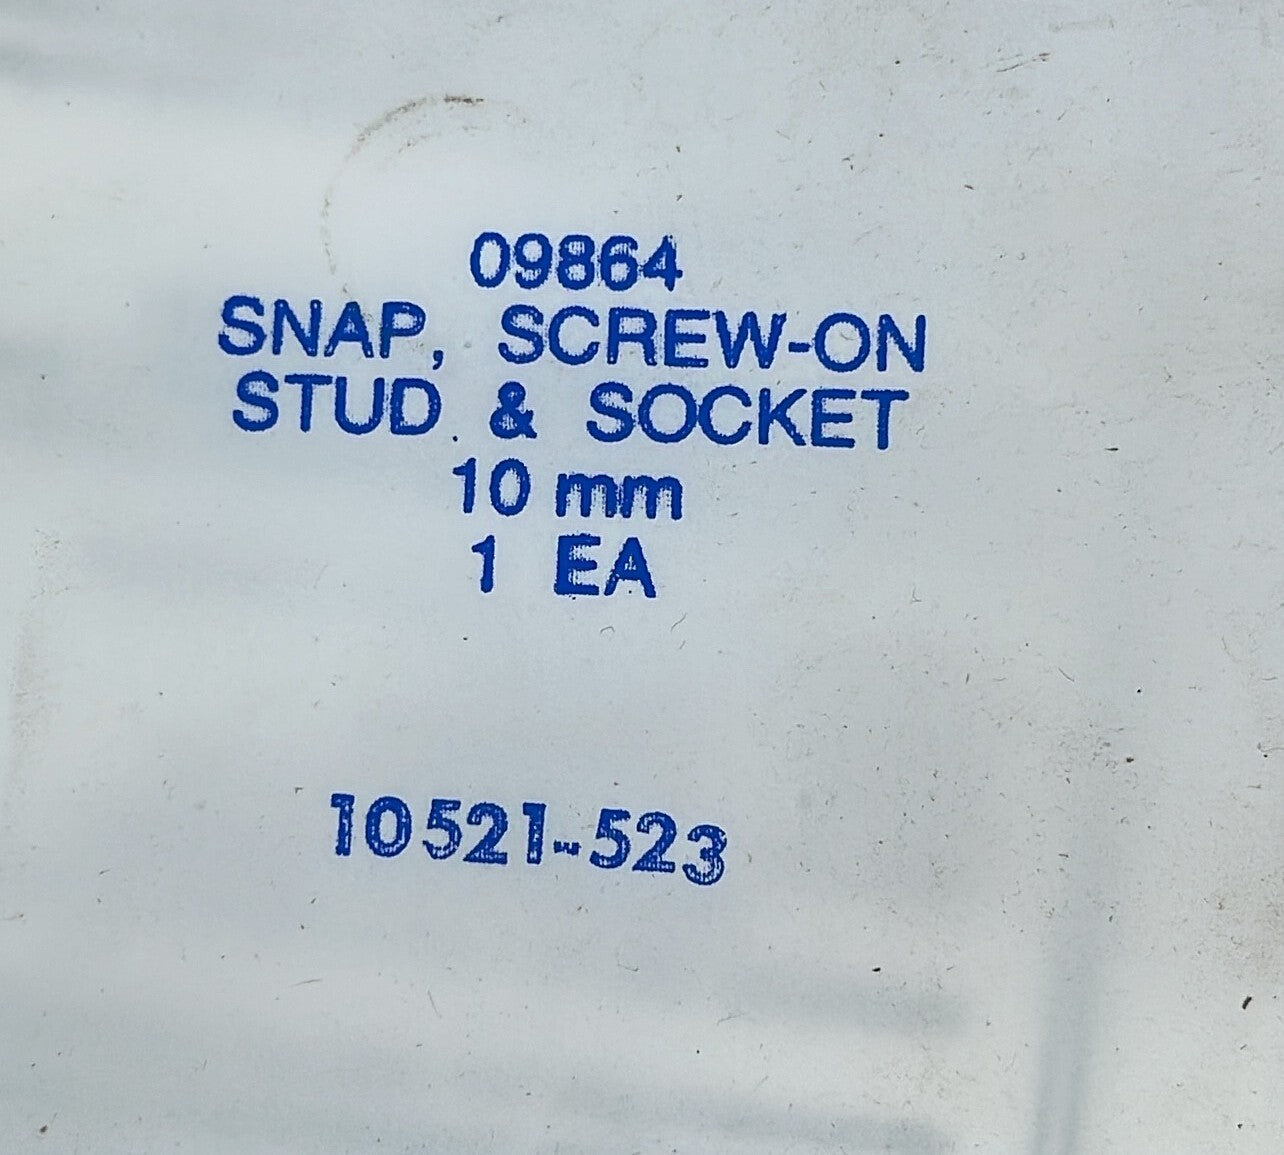 09864
SNAP, SCREW-ON
STUD & SOCKET
10 mm
1 EA
10521-523